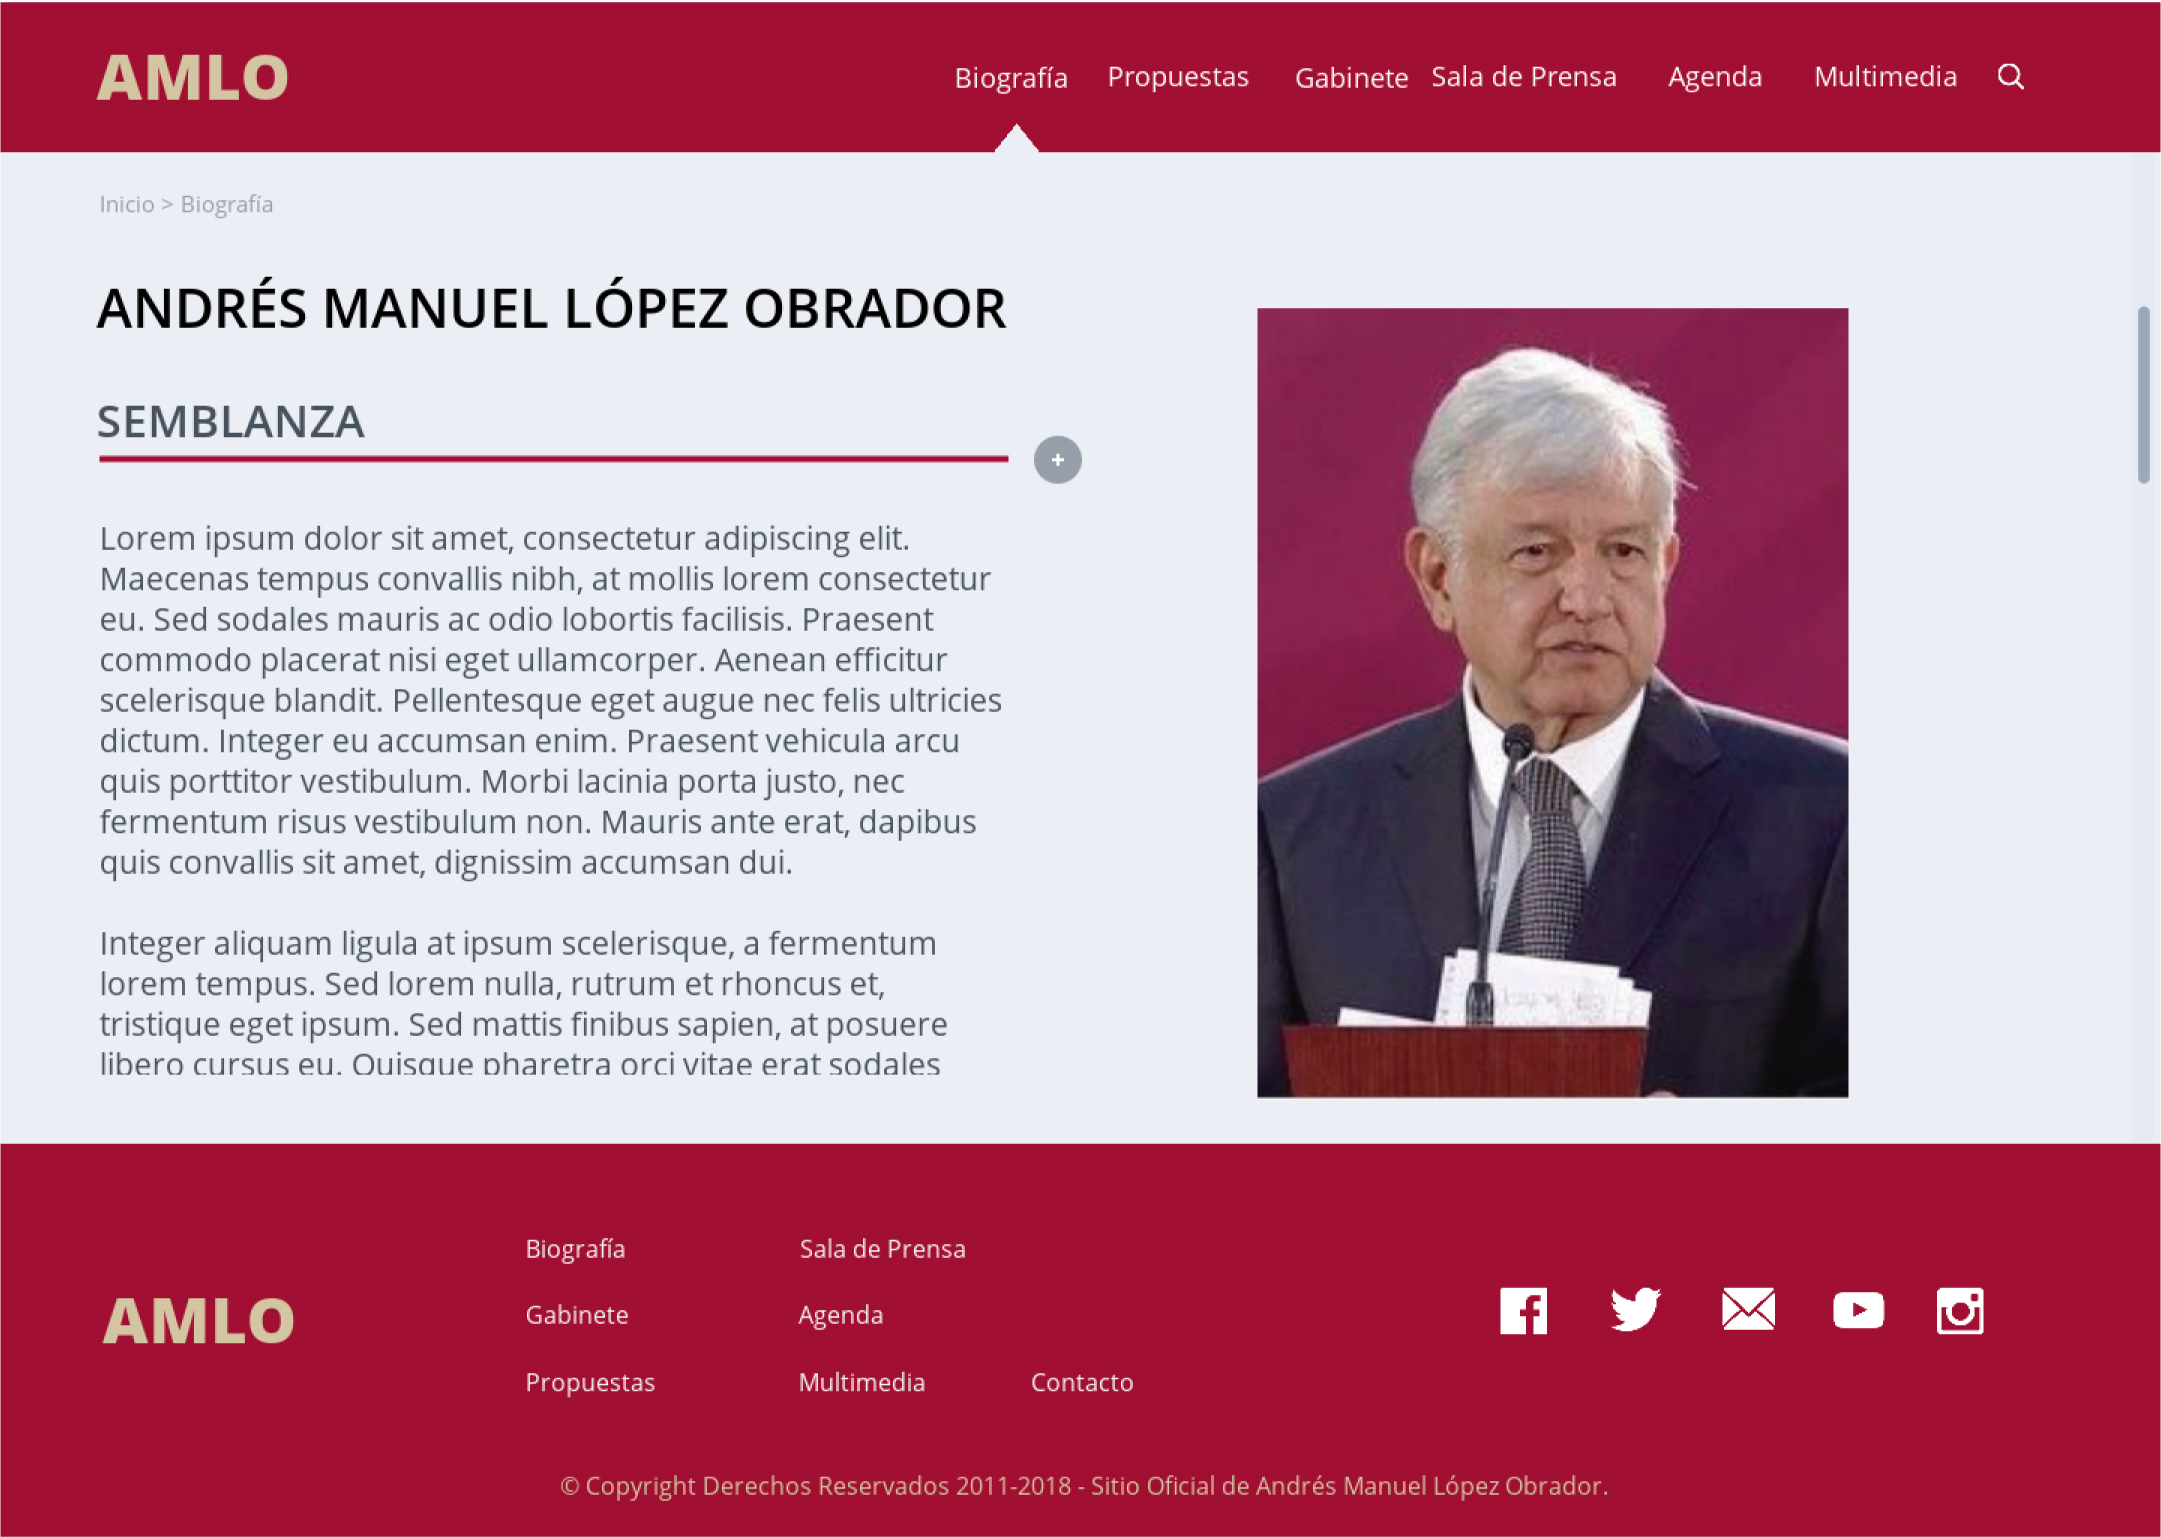 AMLO
Biografía Propuestas Gabinete Sala de Prensa Agenda Multimedia
Inicio > Biografía
ANDRÉS MANUEL LÓPEZ OBRADOR
SEMBLANZA
+
Lorem ipsum dolor sit amet, consectetur adipiscing elit.
Maecenas tempus convallis nibh, at mollis lorem consectetur
eu. Sed sodales mauris ac odio lobortis facilisis. Praesent
commodo placerat nisi eget ullamcorper. Aenean efficitur
scelerisque blandit. Pellentesque eget augue nec felis ultricies
dictum. Integer eu accumsan enim. Praesent vehicula arcu
quis porttitor vestibulum. Morbi lacinia porta justo, nec
fermentum risus vestibulum non. Mauris ante erat, dapibus
quis convallis sit amet, dignissim accumsan dui.
Integer aliquam ligula at ipsum scelerisque, a fermentum
lorem tempus. Sed lorem nulla, rutrum et rhoncus et,
tristique eget ipsum. Sed mattis finibus sapien, at posuere
libero cursus eu. Quisque pharetra orci vitae erat sodales
AMLO
Biografía Sala de Prensa
Gabinete Agenda
Propuestas Multimedia Contacto
© Copyright Derechos Reservados 2011-2018 - Sitio Oficial de Andrés Manuel López Obrador.